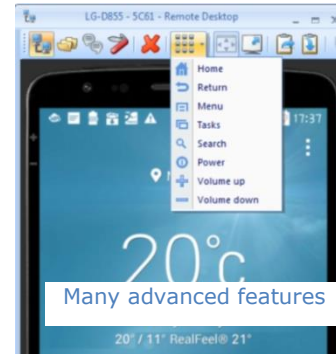 LG-D855 - 5C61 - Remote Desktop
Home
Return
Menu
Tasks
Search
Power
Volume up
Volume down
17:37
20°c
Many advanced features
20° / 11° RealFeel® 21°